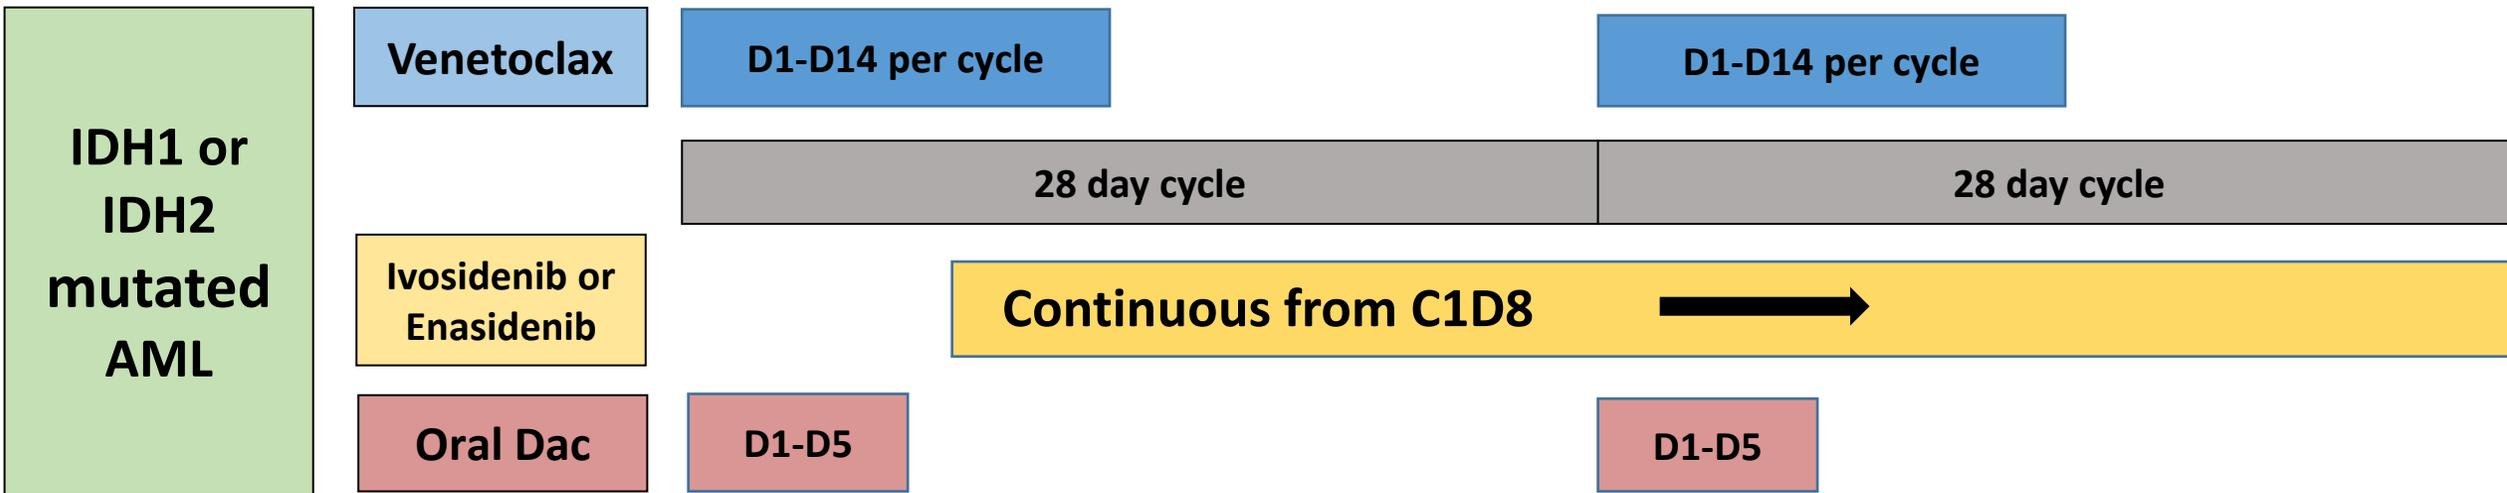 IDH1 or
IDH2
mutated
AML
Venetoclax
D1-D14 per cycle
D1-D14 per cycle
28 day cycle
28 day cycle
Ivosidenib or
Enasidenib
Continuous from C1D8
Oral Dac
D1-D5
D1-D5